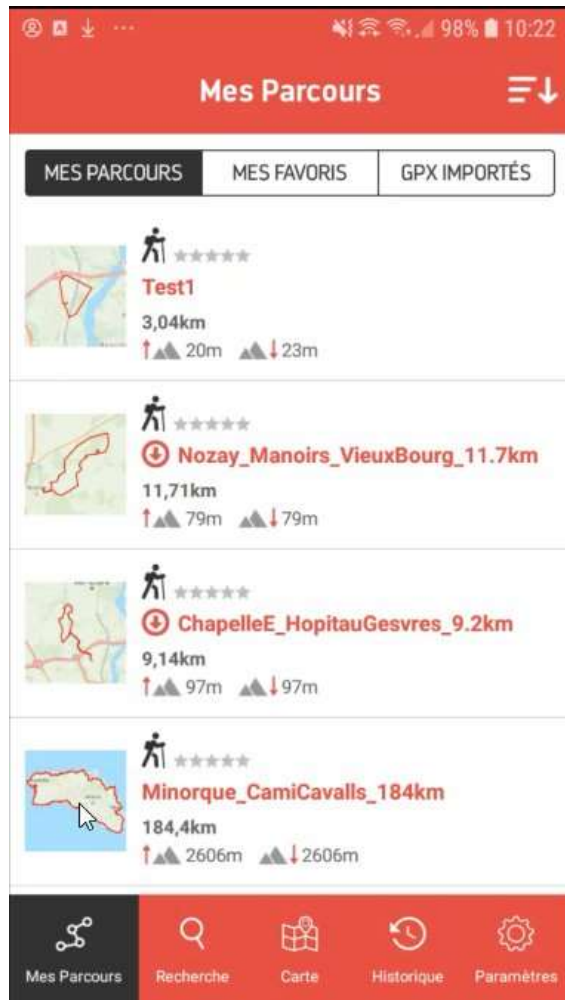 98% 10:22
Mes Parcours
MES PARCOURS MES FAVORIS GPX IMPORTÉS
Test1
3,04km
20m 23m
Nozay_Manoirs_VieuxBourg_11.7km
11,71km
79m 79m
ChapelleE_HopitauGesvres_9.2km
9,14km
97m 97m
Minorque_CamiCavalls_184km
184,4km
2606m 2606m
Mes Parcours Recherche Carte Historique Paramètres